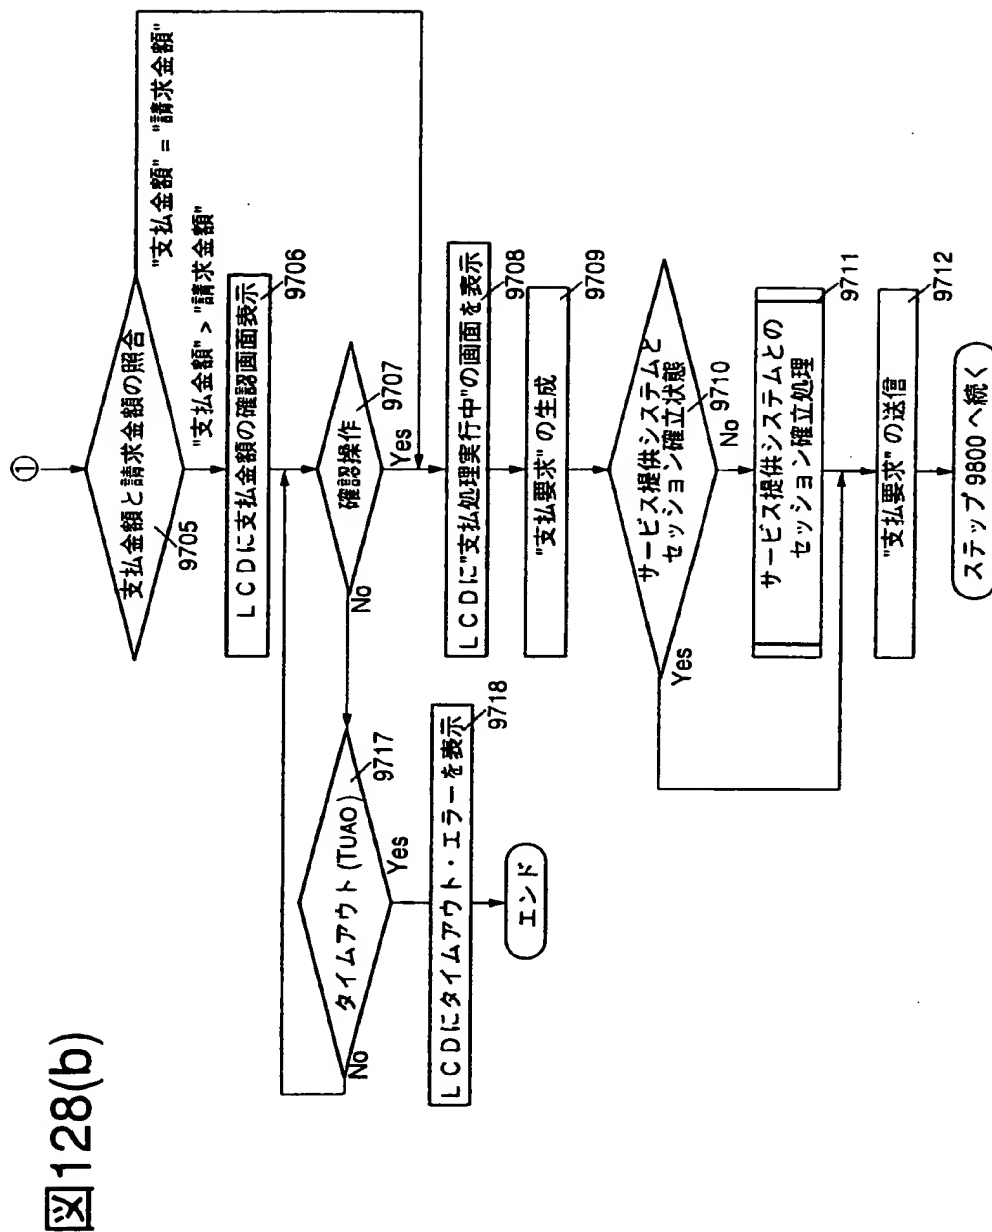 図128(b)
①
支払金額と請求金額の照合
9705
"支払金額" = "請求金額"
"支払金額" > "請求金額"
LCDに支払金額の確認画面表示
9706
確認操作
9707
Yes
No
タイムアウト(TUAO)
9717
No
Yes
LCDにタイムアウト・エラーを表示
9718
エンド
LCDに"支払処理実行中"の画面を表示
9708
"支払要求"の生成
9709
サービス提供システムと
セッション確立状態
9710
Yes
No
サービス提供システムとの
セッション確立処理
9711
"支払要求"の送信
9712
ステップ9800へ続く